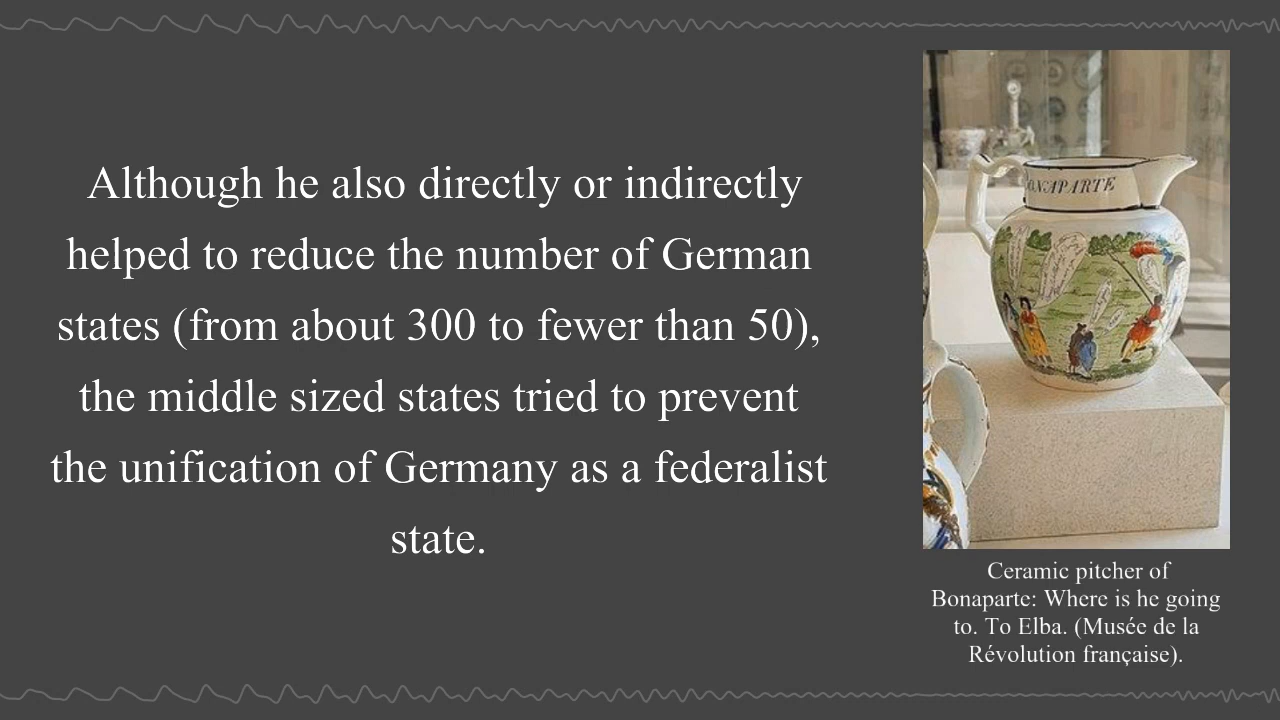 Although he also directly or indirectly
helped to reduce the number of German
states (from about 300 to fewer than 50),
the middle sized states tried to prevent
the unification of Germany as a federalist
state.
BONAPARTE
Ceramic pitcher of
Bonaparte: Where is he going
to. To Elba. (Musée de la
Révolution française).